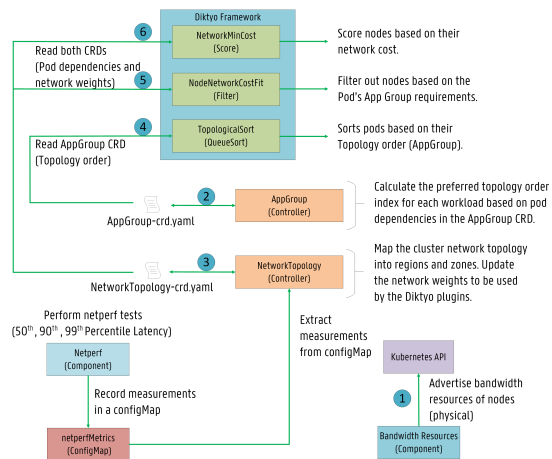 Diktyo Framework
6
NetworkMinCost
(Score)
Score nodes based on their
network cost.
Read both CRDs
(Pod dependencies and
network weights)
5
NodeNetworkCostFit
(Filter)
Filter out nodes based on the
Pod's App Group requirements.
4
Read AppGroup CRD
(Topology order)
TopologicalSort
(QueueSort)
Sorts pods based on their
Topology order (AppGroup).
AppGroup-crd.yaml
2
AppGroup
(Controller)
Calculate the preferred topology order
index for each workload based on pod
dependencies in the AppGroup CRD.
NetworkTopology-crd.yaml
3
NetworkTopology
(Controller)
Map the cluster network topology
into regions and zones. Update
the network weights to be used
by the Diktyo plugins.
Perform netperf tests
(50th, 90th, 99th Percentile Latency)
Extract
measurements
from configMap
Netperf
(Component)
Kubernetes API
Record measurements
in a configMap
1
Advertise bandwidth
resources of nodes
(physical)
netperfMetrics
(ConfigMap)
Bandwidth Resources
(Component)